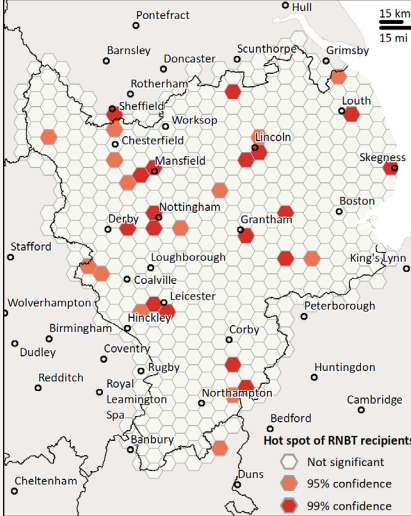 Hull
15 km
15 mi
Pontefract
Barnsley
Doncaster
Scunthorpe
Grimsby
Rotherham
Sheffield
Louth
Worksop
Chesterfield
Lincoln
Mansfield
Skegness
Nottingham
Boston
Derby
Grantham
Stafford
Loughborough
King's Lynn
Coalville
Leicester
Wolverhampton
Peterborough
Hinckley
Birmingham
Corby
Dudley
Coventry
Rugby
Huntingdon
Redditch
Royal
Leamington
Spa
Northampton
Cambridge
Bedford
Banbury
Hot spot of RNBT recipients
Not significant
Cheltenham
Duns
95% confidence
99% confidence